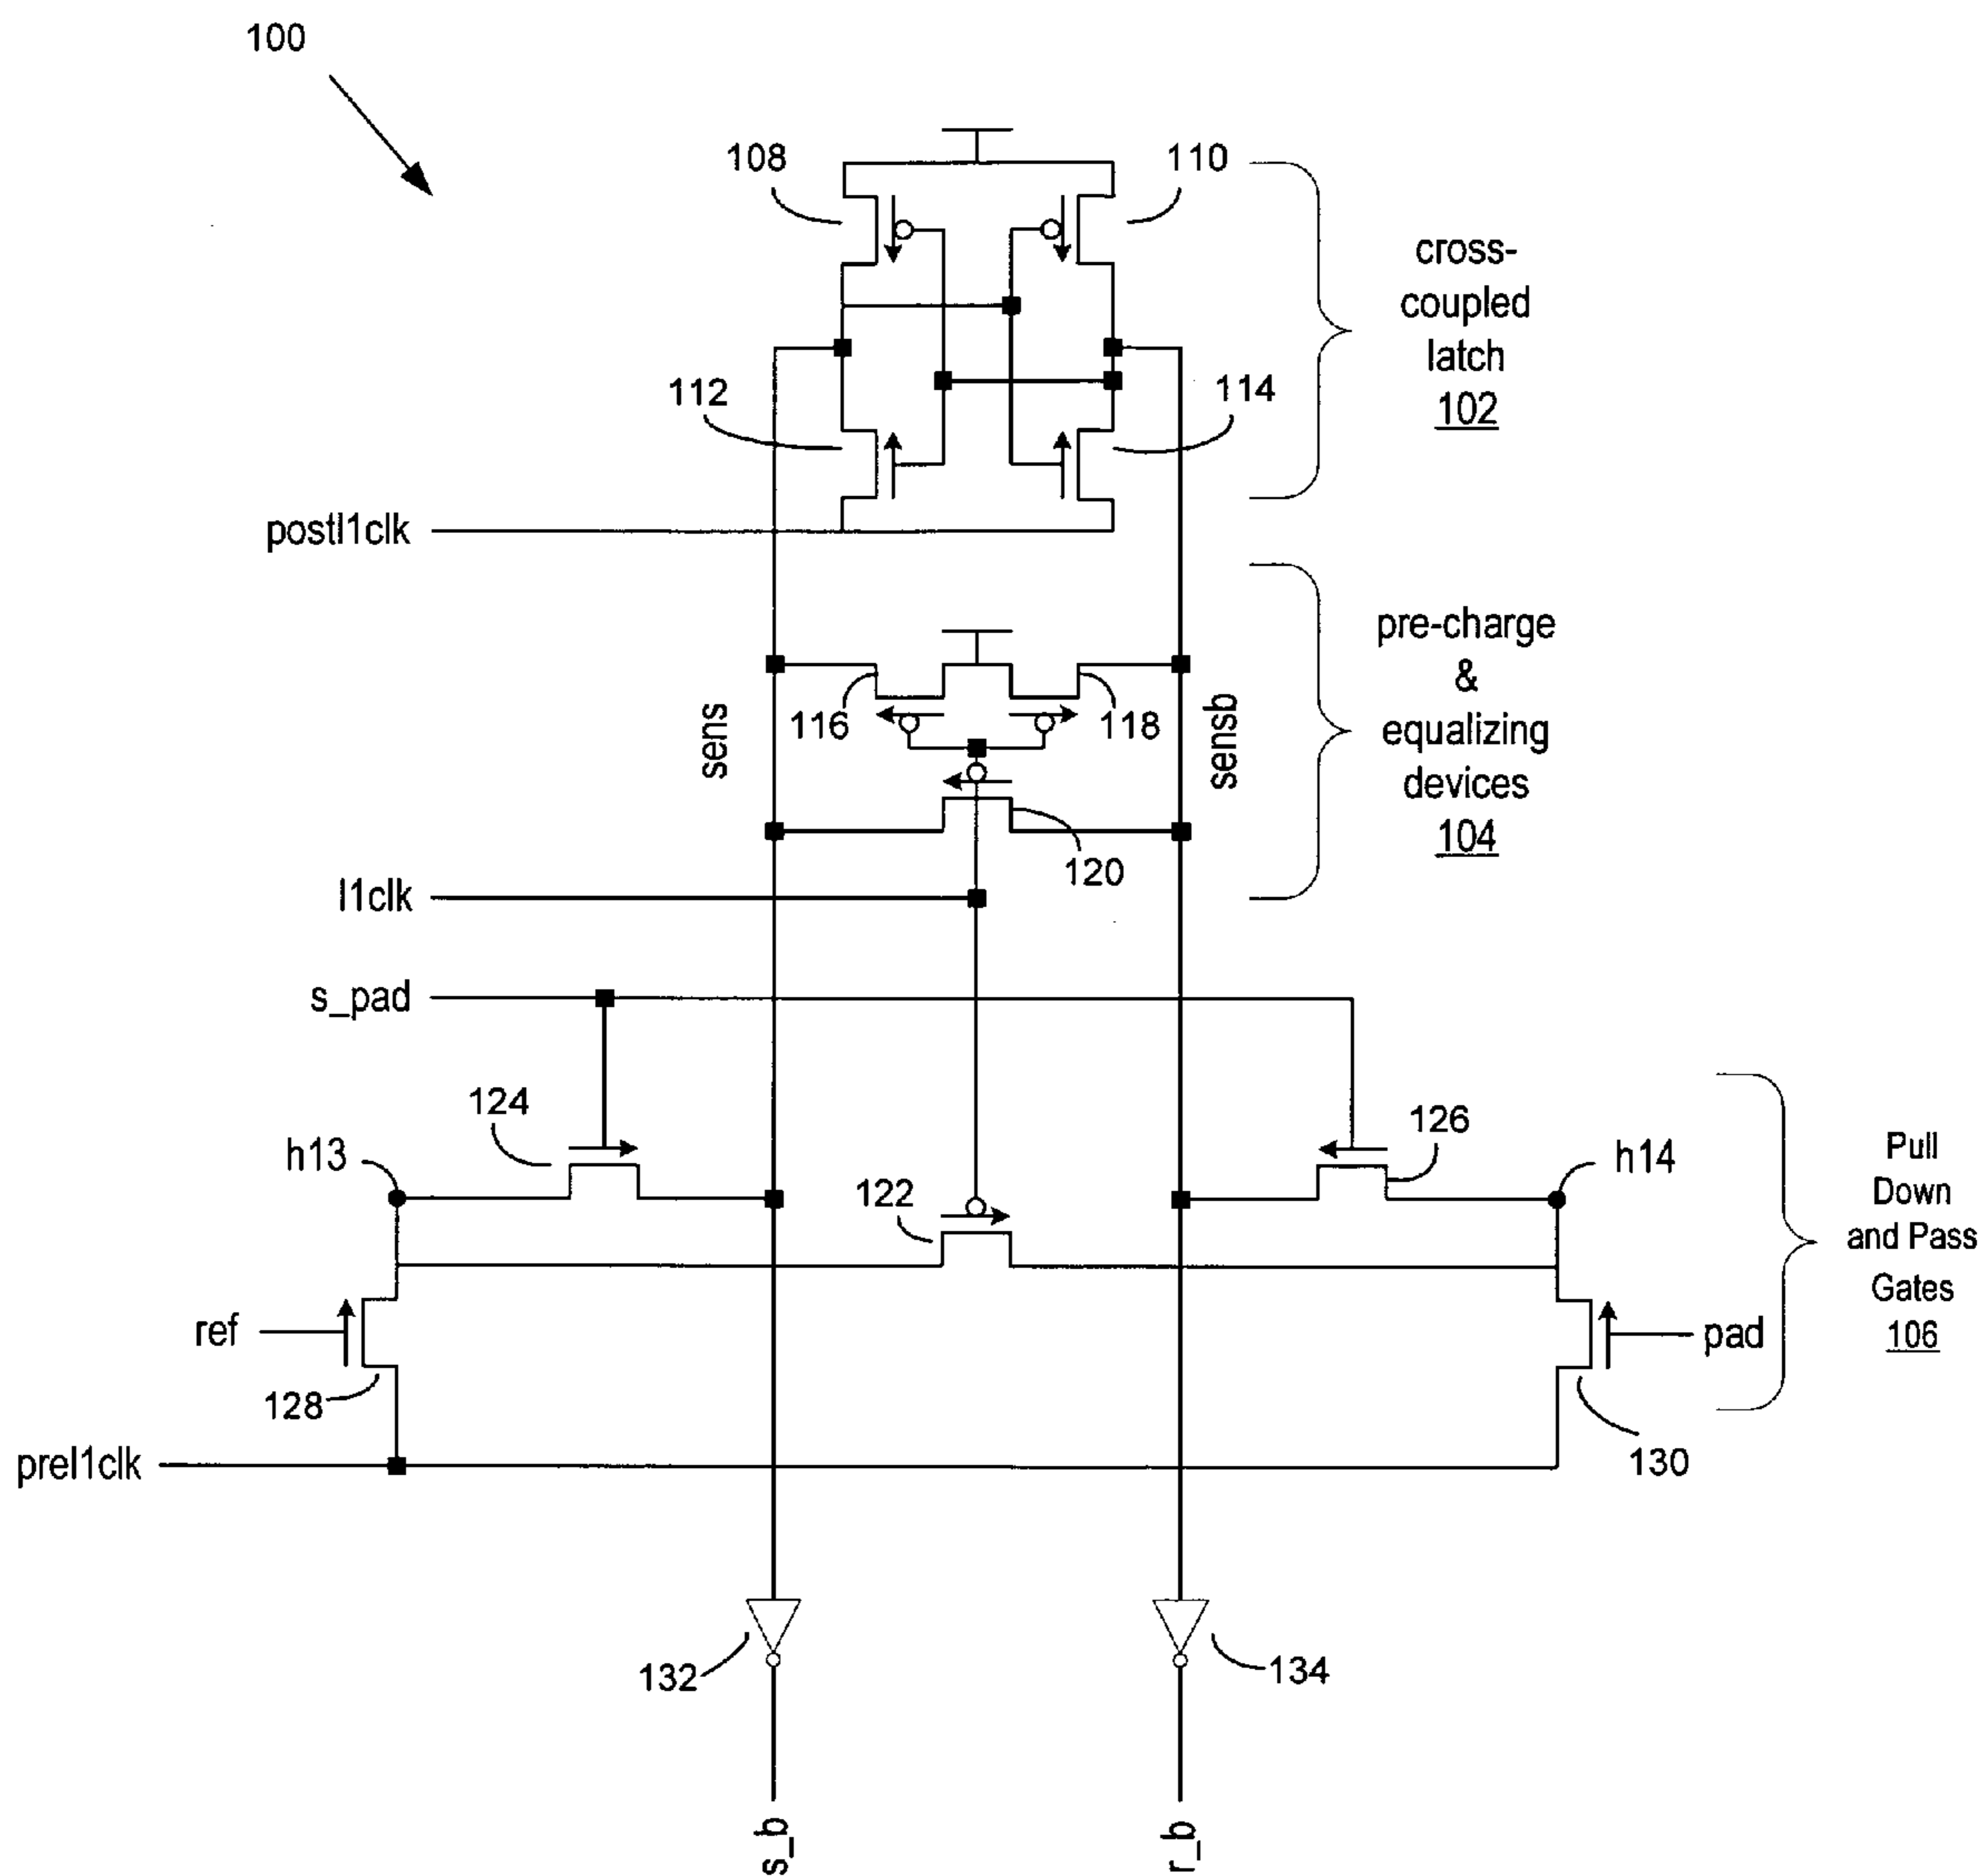 100
108
110
cross-
coupled
latch
102
112
114
postl1clk
pre-charge
&
equalizing
devices
104
116
118
sens
sensb
120
l1clk
s_pad
124
126
h13
h14
122
Pull
Down
and Pass
Gates
106
ref
pad
128
130
prel1clk
132
134
s_b
r_b